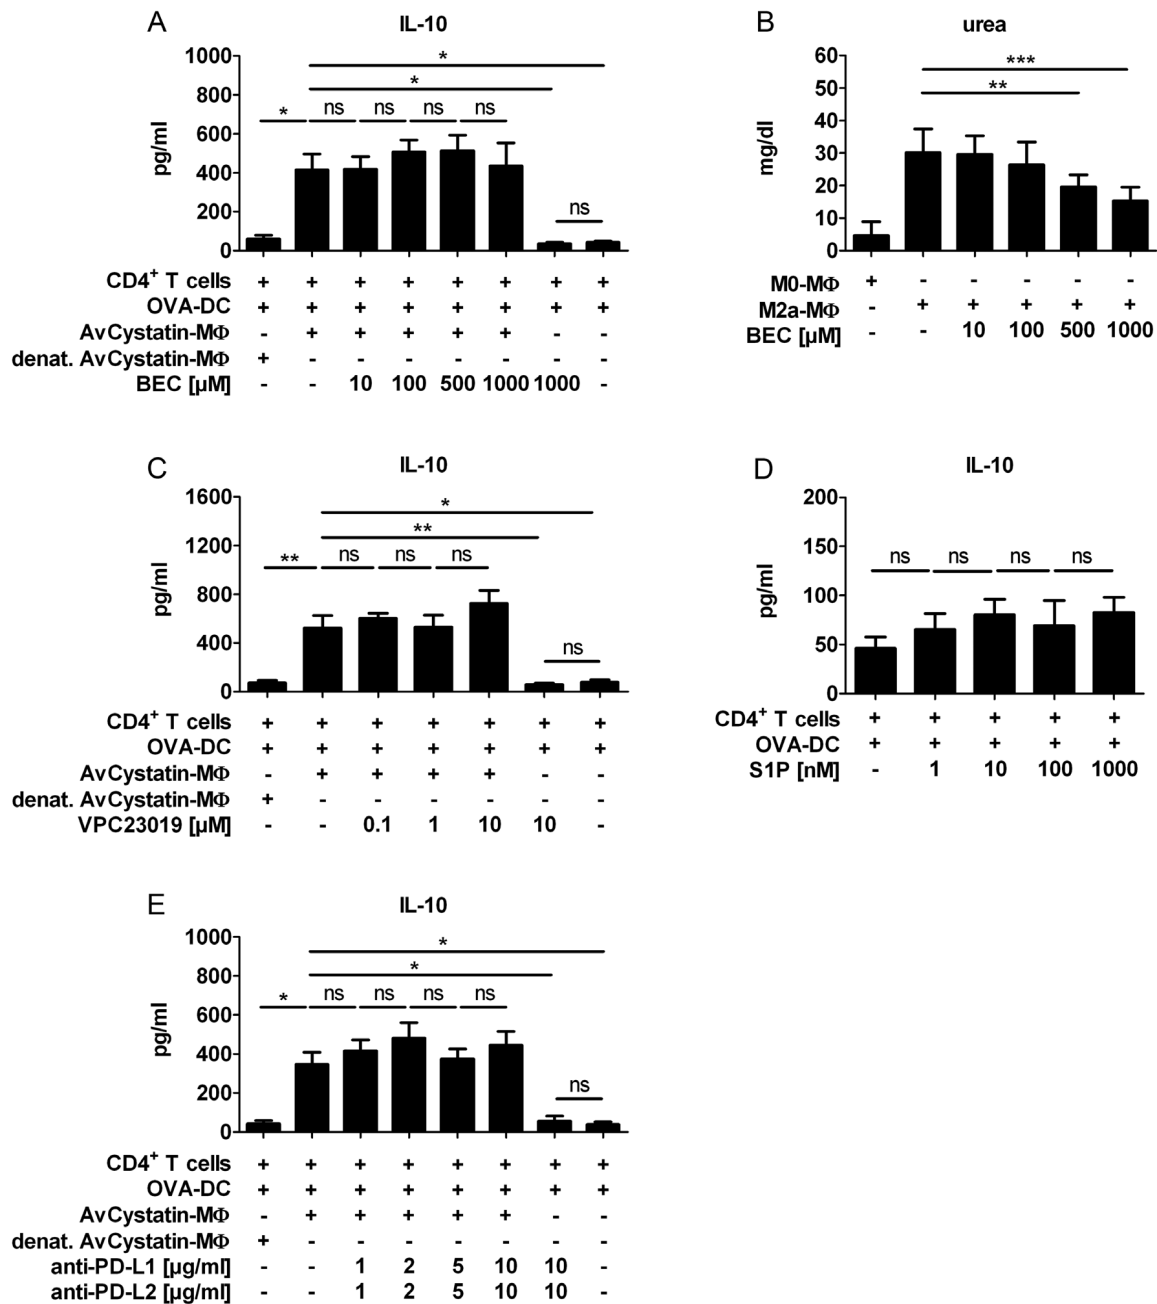 A
IL-10
1000
800
600
400
200
0
pg/ml
*
*
* ns ns ns ns
ns
CD4⁺ T cells + + + + + + + +
OVA-DC + + + + + + + +
AvCystatin-MΦ - + + + + + - -
denat. AvCystatin-MΦ + - - - - - - -
BEC [µM] - - 10 100 500 1000 1000 -
B
urea
60
50
40
30
20
10
0
mg/dl
***
**
M0-MΦ + - - - - -
M2a-MΦ - + + + + +
BEC [µM] - - 10 100 500 1000
C
IL-10
1600
1200
800
400
0
pg/ml
*
**
** ns ns ns
ns
CD4⁺ T cells + + + + + + +
OVA-DC + + + + + + +
AvCystatin-MΦ - + + + + - -
denat. AvCystatin-MΦ + - - - - - -
VPC23019 [µM] - - 0.1 1 10 10 -
D
IL-10
200
150
100
50
0
pg/ml
ns ns ns ns
CD4⁺ T cells + + + + +
OVA-DC + + + + +
S1P [nM] - 1 10 100 1000
E
IL-10
1000
800
600
400
200
0
pg/ml
*
*
* ns ns ns ns
ns
CD4⁺ T cells + + + + + + + +
OVA-DC + + + + + + + +
AvCystatin-MΦ - + + + + + - -
denat. AvCystatin-MΦ + - - - - - - -
anti-PD-L1 [µg/ml] - - 1 2 5 10 10 -
anti-PD-L2 [µg/ml] - - 1 2 5 10 10 -